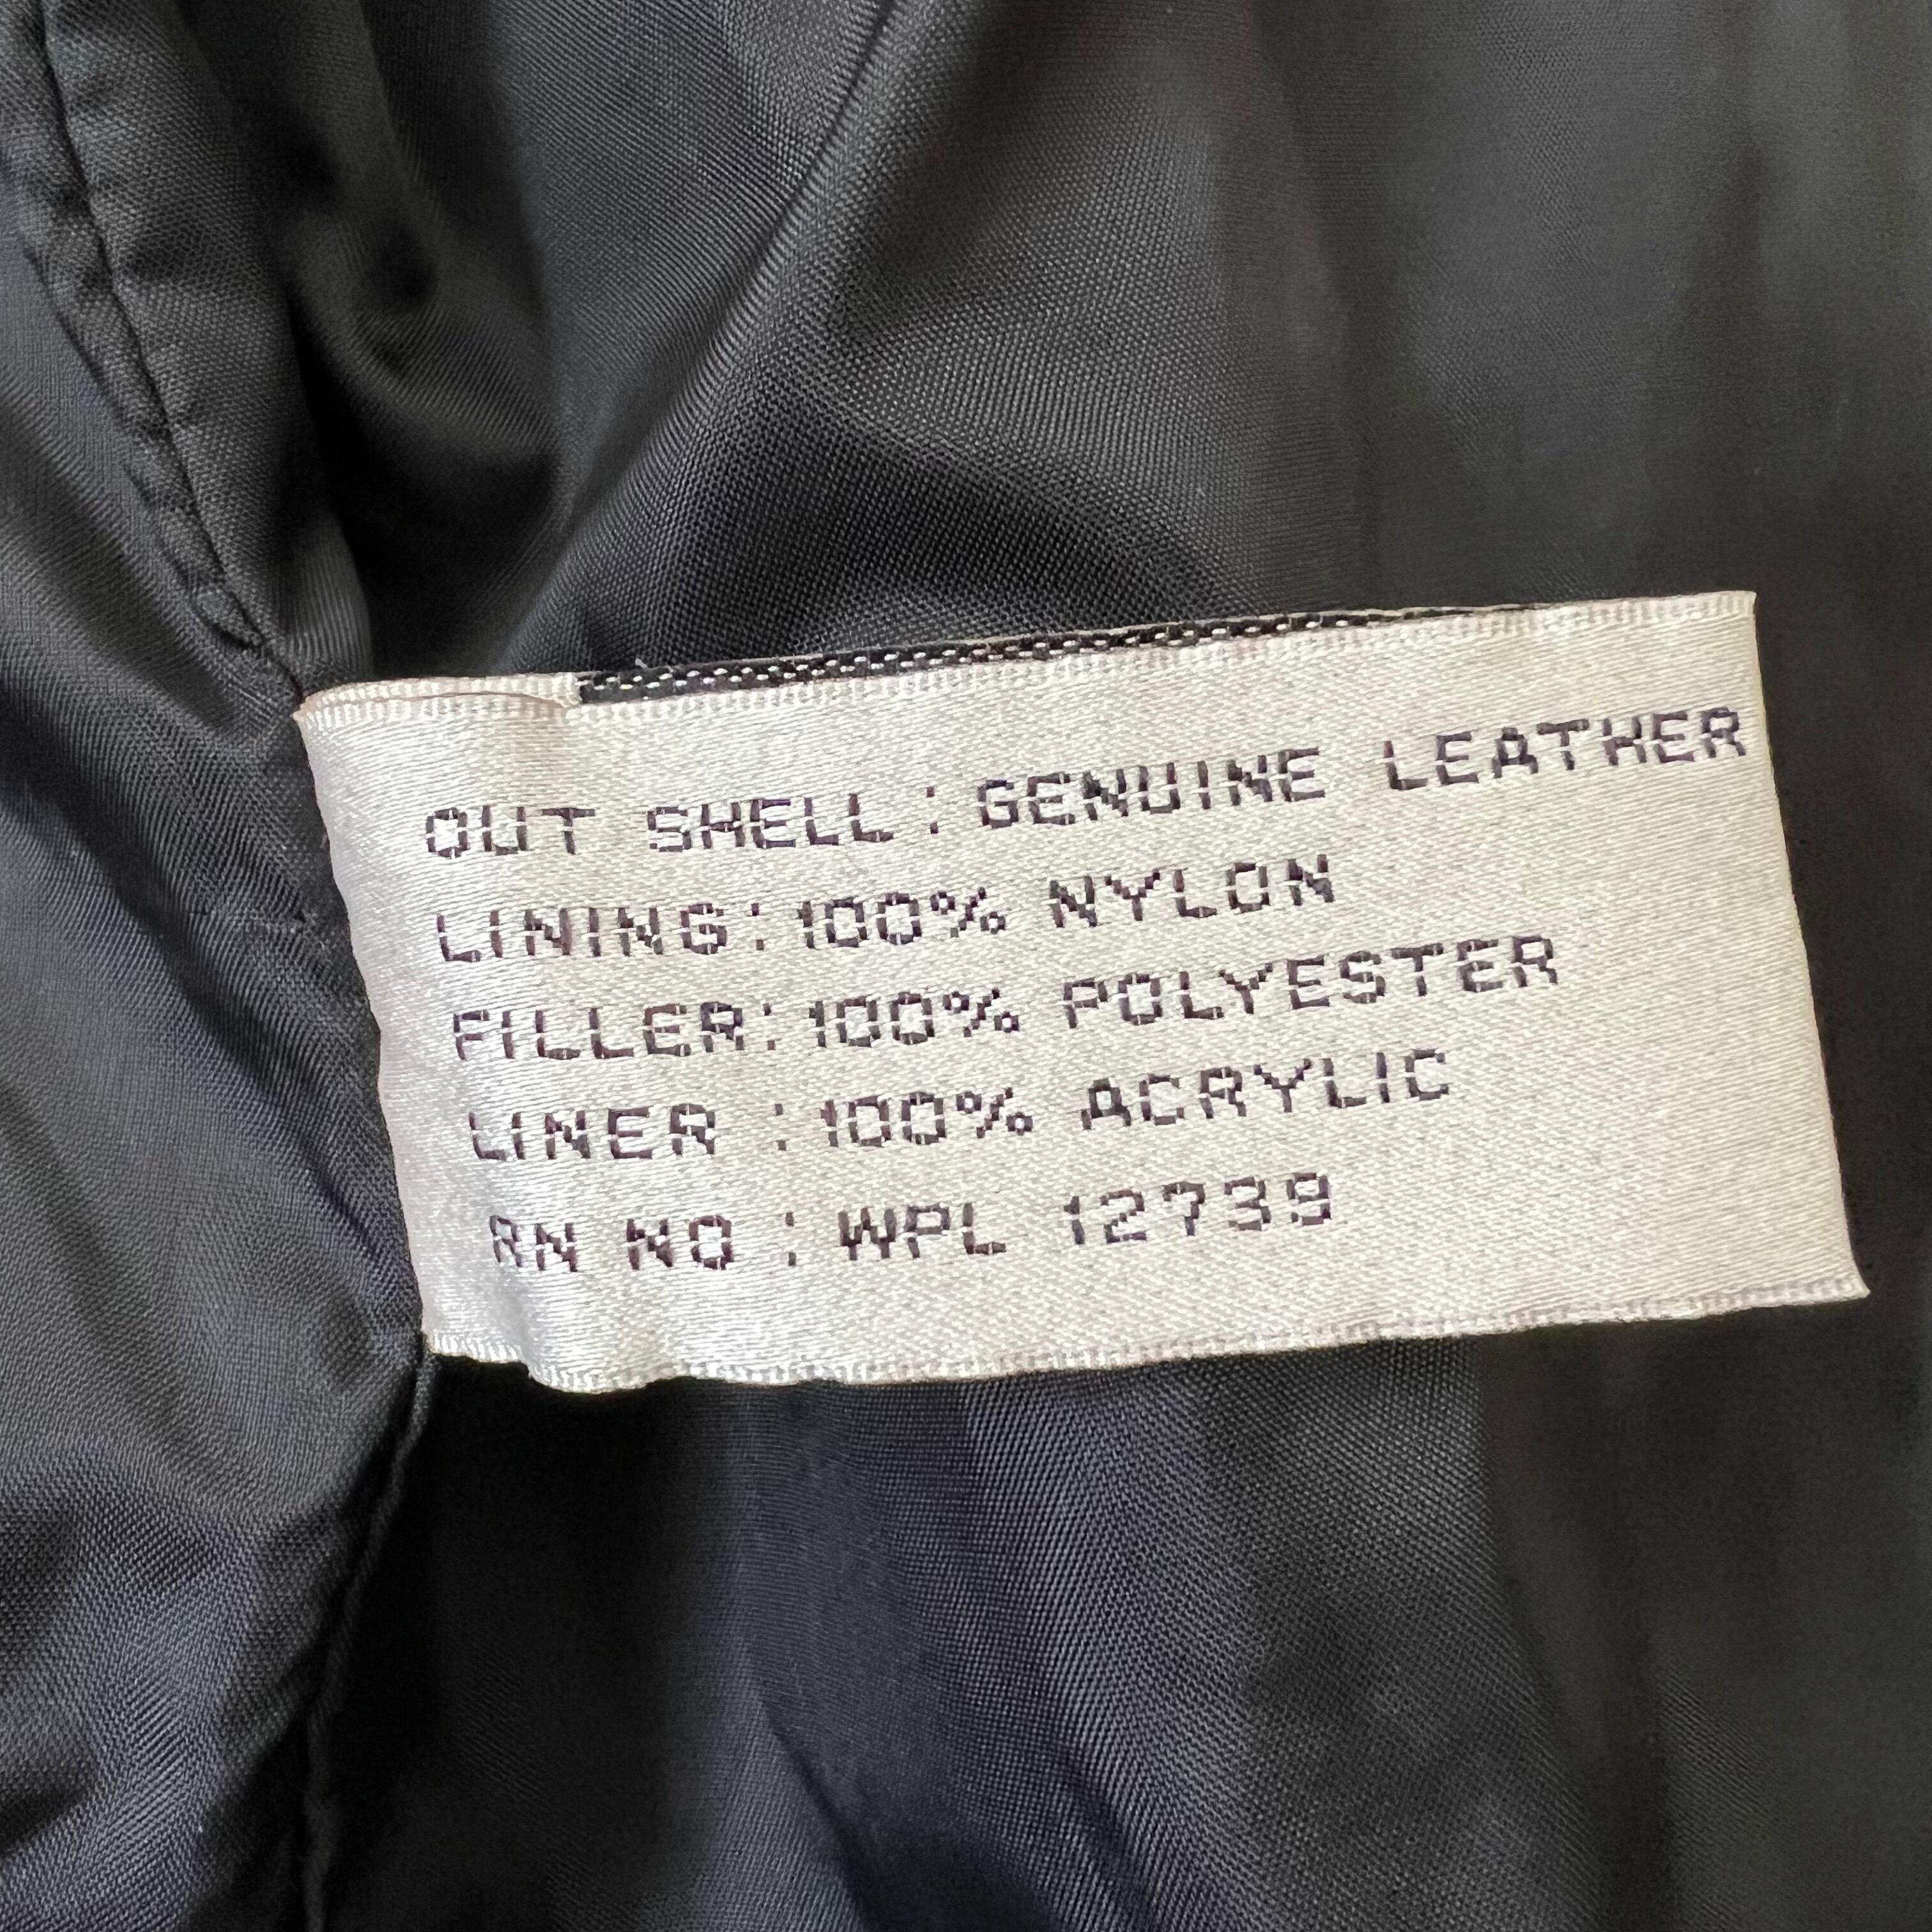 OUT SHELL : GENUINE LEATHER
LINING : 100% NYLON
FILLER : 100% POLYESTER
LINER : 100% ACRYLIC
RN NO : WPL 12739